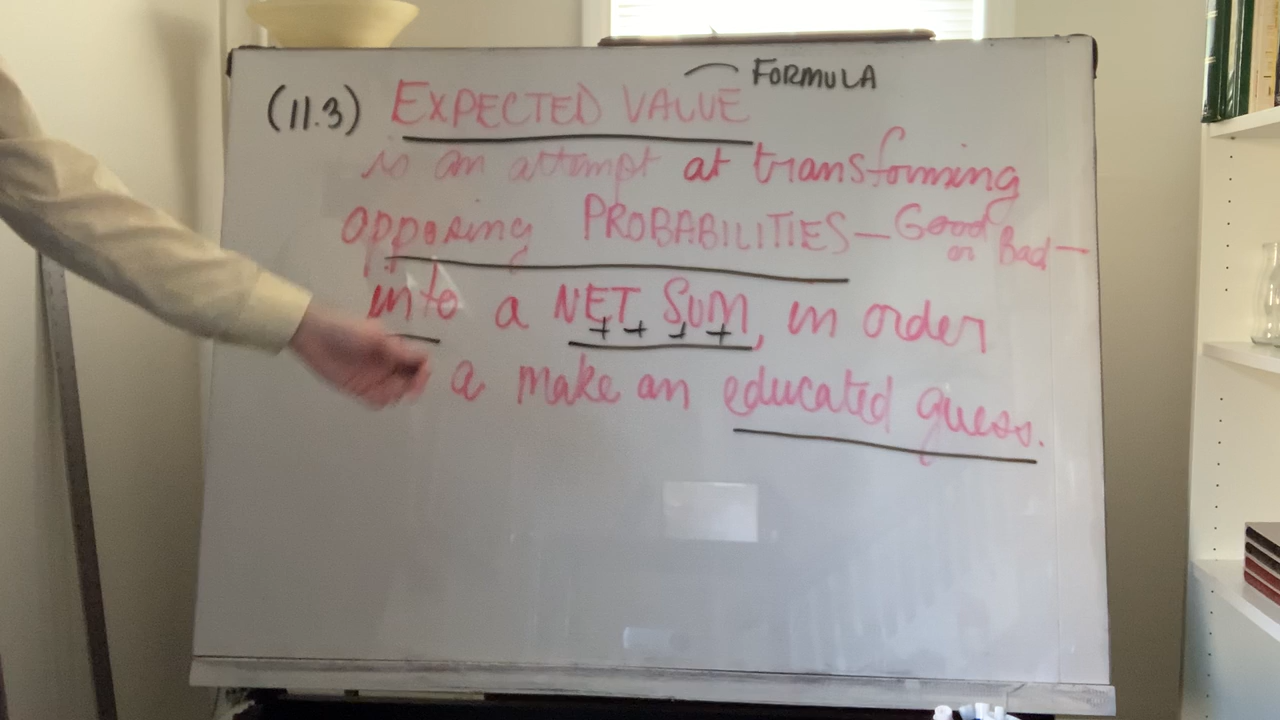 FORMULA
(11.3) EXPECTED VALUE
is an attempt at transforming
opposing PROBABILITIES — Good or Bad —
into a NET SUM, in order
+ + + +
a make an educated guess.